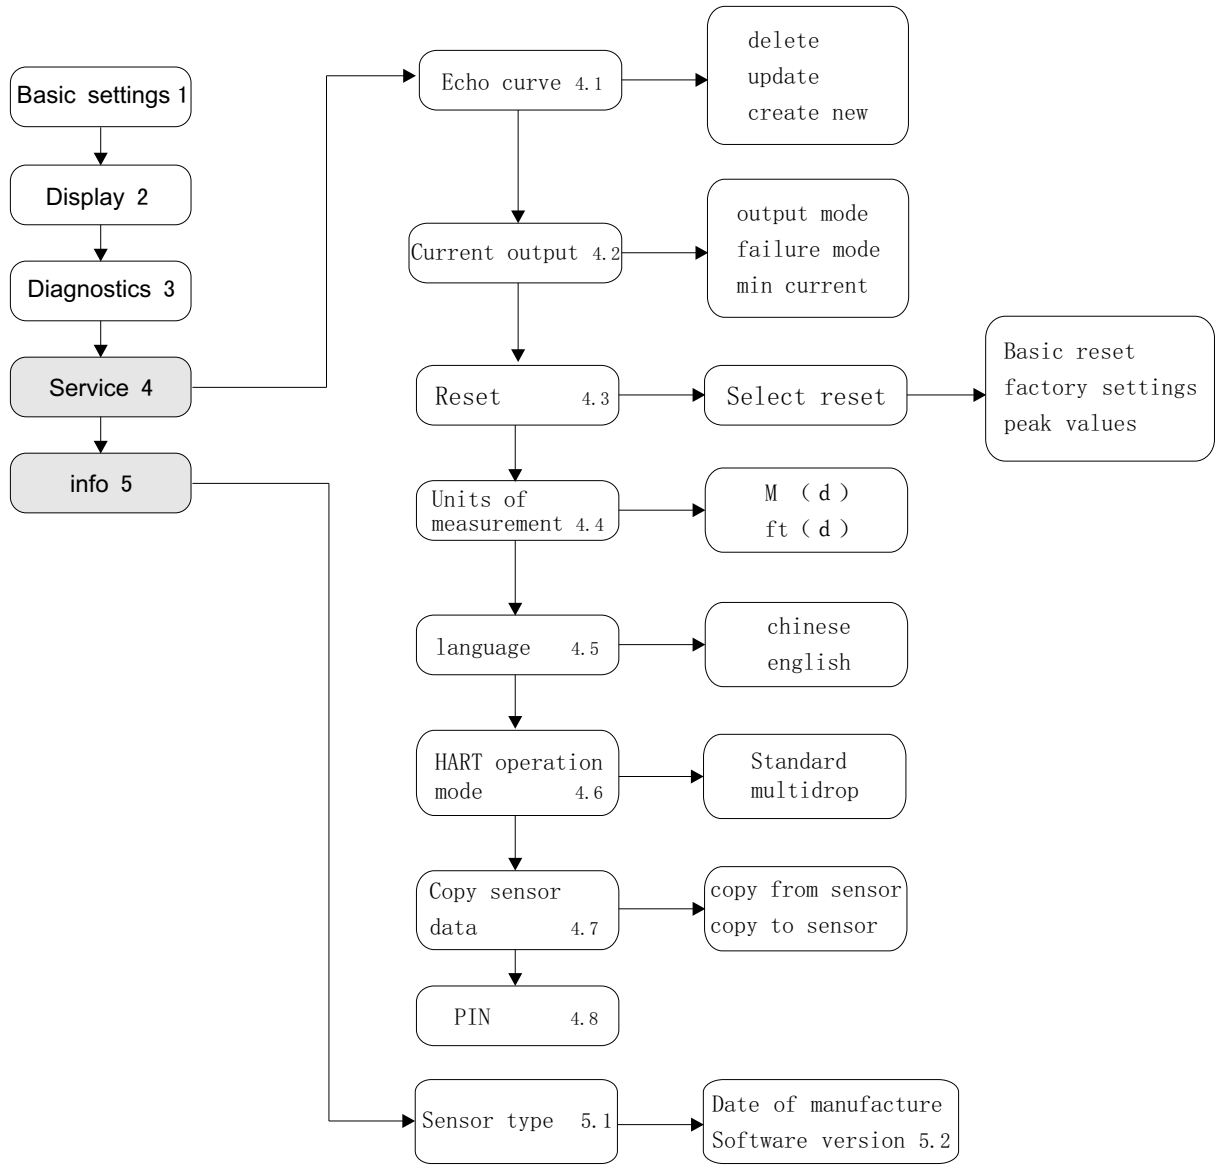 Basic settings 1
Display 2
Diagnostics 3
Service 4
info 5
Echo curve 4.1
delete
update
create new
Current output 4.2
output mode
failure mode
min current
Reset 4.3
Select reset
Basic reset
factory settings
peak values
Units of
measurement 4.4
M （d）
ft（d）
language 4.5
chinese
english
HART operation
mode 4.6
Standard
multidrop
Copy sensor
data 4.7
copy from sensor
copy to sensor
PIN 4.8
Sensor type 5.1
Date of manufacture
Software version 5.2